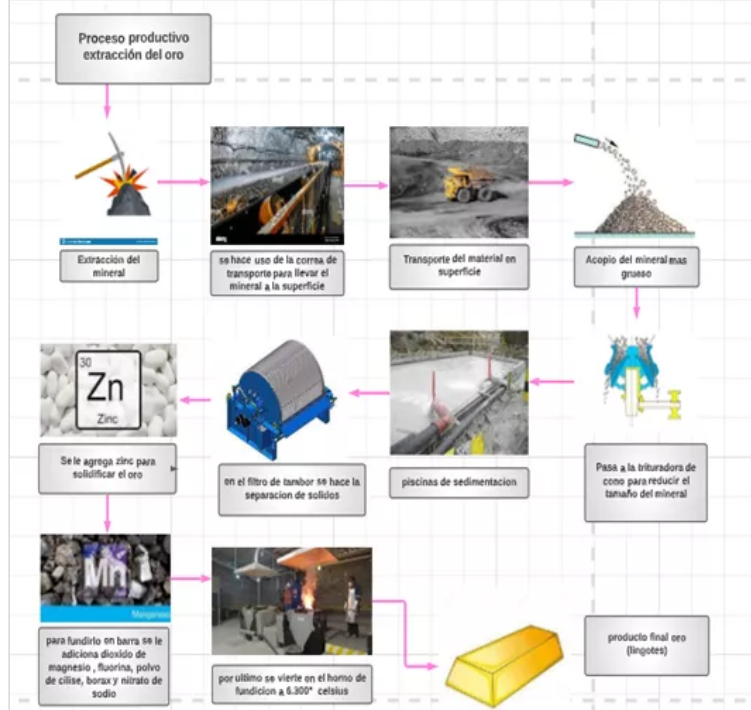 Proceso productivo
extracción del oro
Extracción del
mineral
se hace uso de la correa de
transporte para llevar el
mineral a la superficie
Transporte del material en
superficie
Acopio del mineral mas
grueso
Pasa a la trituradora de
cono para reducir el
tamaño del mineral
piscinas de sedimentacion
en el filtro de tambor se hace la
separacion de solidos
30
Zn
Zinc
Se le agrega zinc para
solidificar el oro
Mn
Manganeso
para fundirlo en barra se le
adiciona dioxido de
magnesio , fluorina, polvo
de cilise, borax y nitrato de
sodio
por ultimo se vierte en el horno de
fundicion a 6.300° celsius
producto final oro
(lingotes)